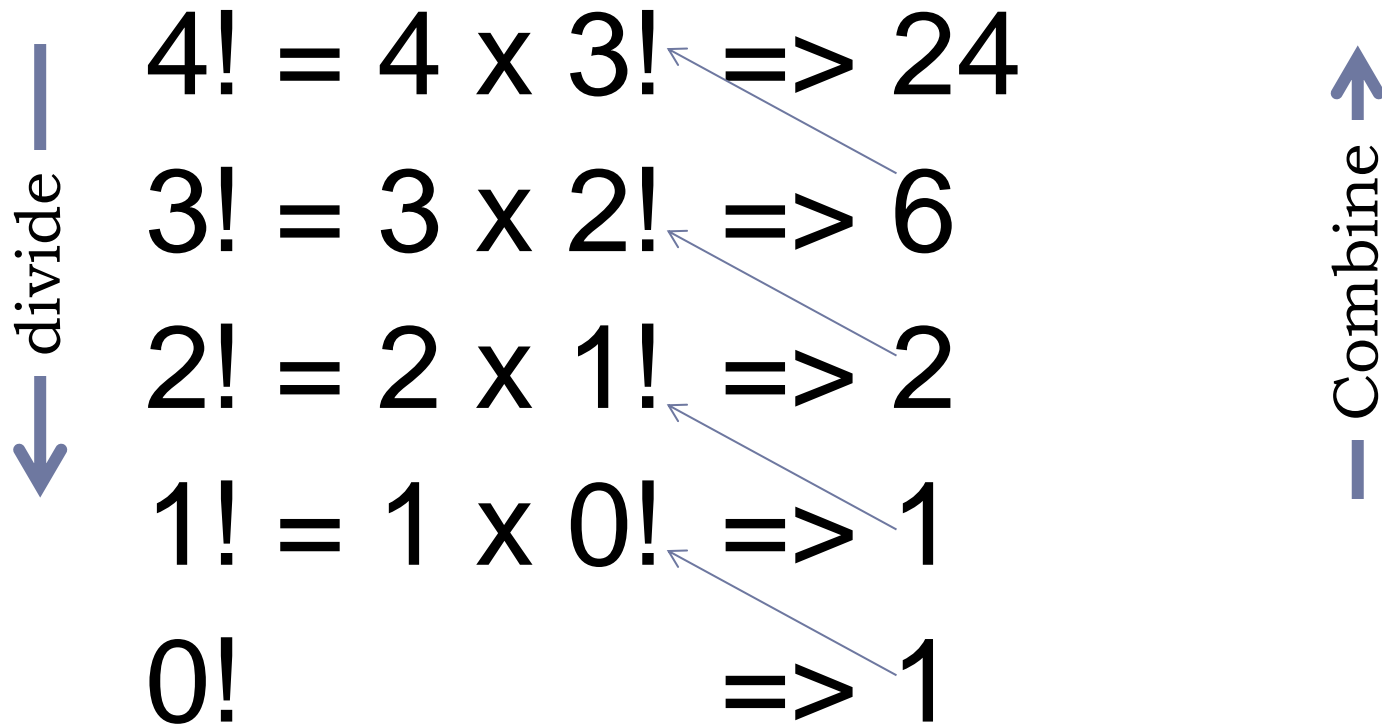 4! = 4 x 3! => 24
3! = 3 x 2! => 6
2! = 2 x 1! => 2
1! = 1 x 0! => 1
0! => 1
divide
Combine